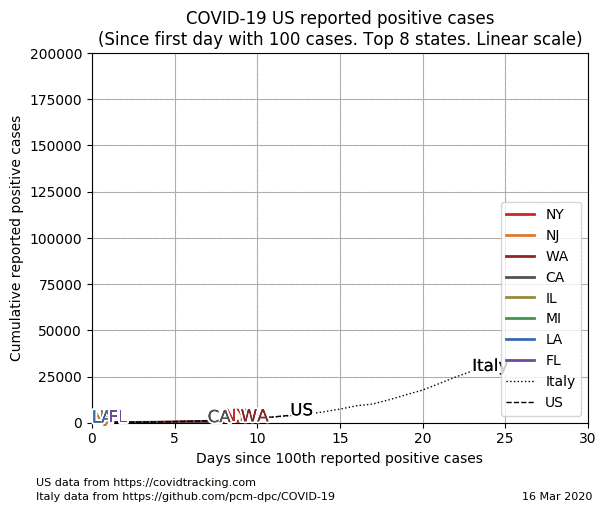 COVID-19 US reported positive cases
(Since first day with 100 cases. Top 8 states. Linear scale)
200000
175000
150000
125000
100000
75000
50000
25000
0
Cumulative reported positive cases
NY
NJ
WA
CA
IL
MI
LA
FL
Italy
US
Italy
US
LA
FL
CA
NY
WA
0
5
10
15
20
25
30
Days since 100th reported positive cases
US data from https://covidtracking.com
Italy data from https://github.com/pcm-dpc/COVID-19
16 Mar 2020